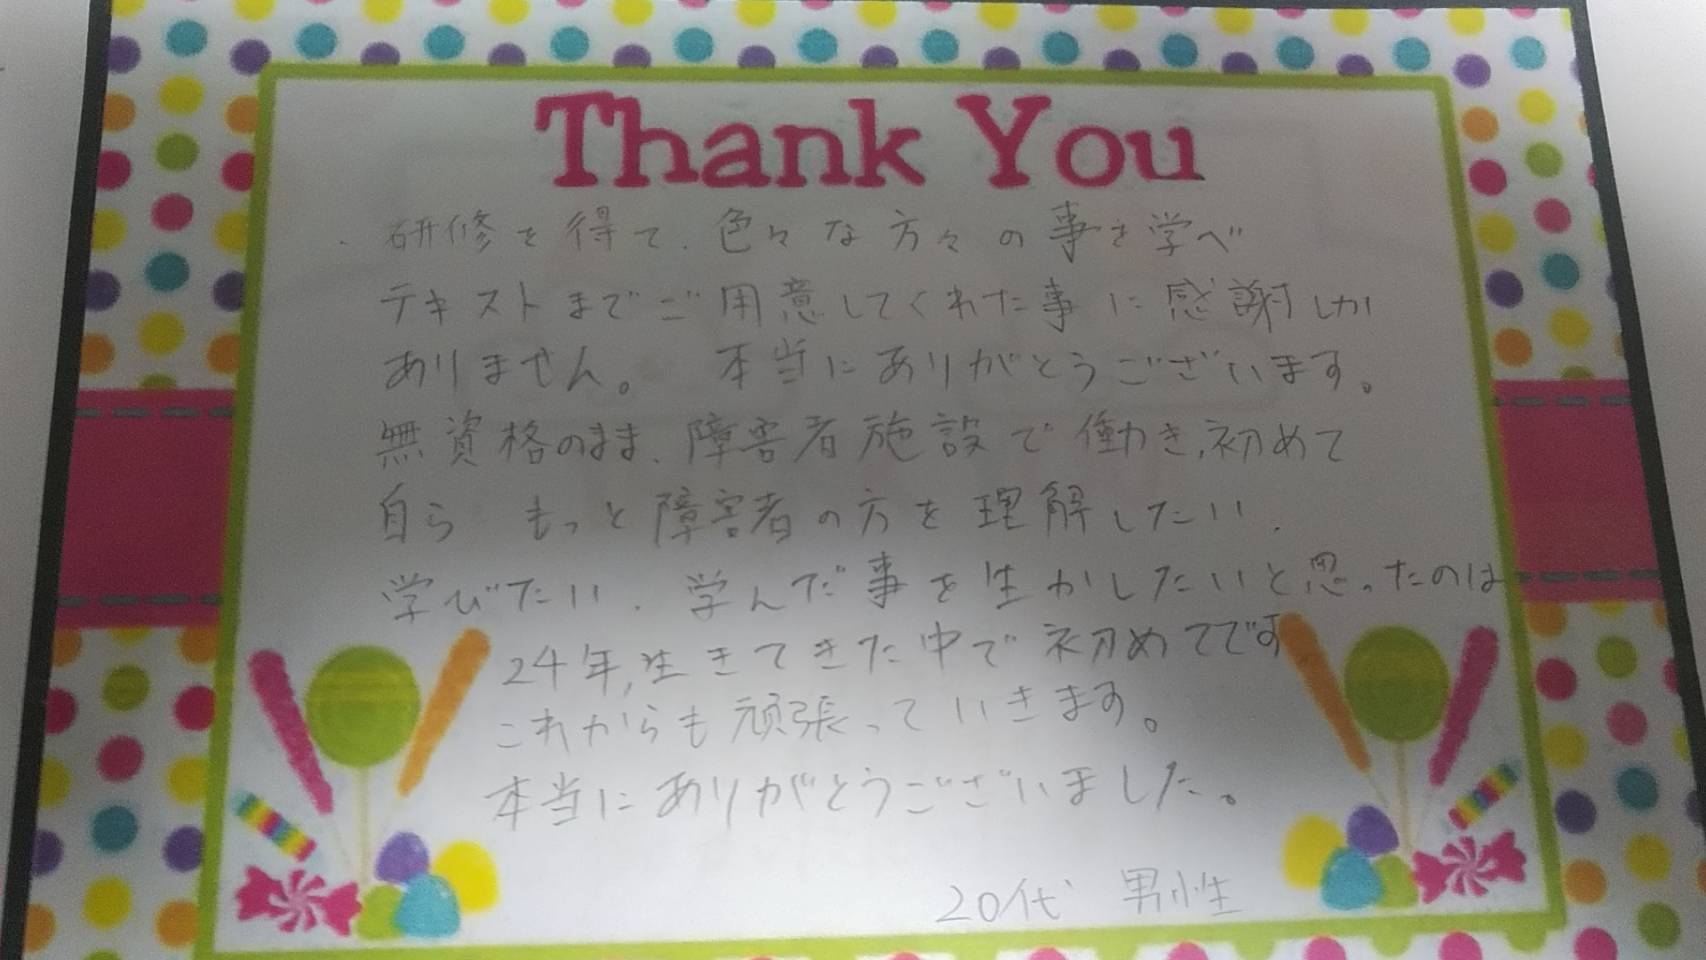 Thank You
研修を得て、色々な方々の事を学べ
テキストまでご用意してくれた事に感謝しか
ありません。 本当にありがとうございます。
無資格のまま、障害者施設で働き、初めて
自ら もっと障害者の方を理解したい、
学びたい、学んだ事を生かしたいと思ったのは
24年、生きてきた中で初めてです
これからも頑張っていきます。
本当にありがとうございました。
20代 男性